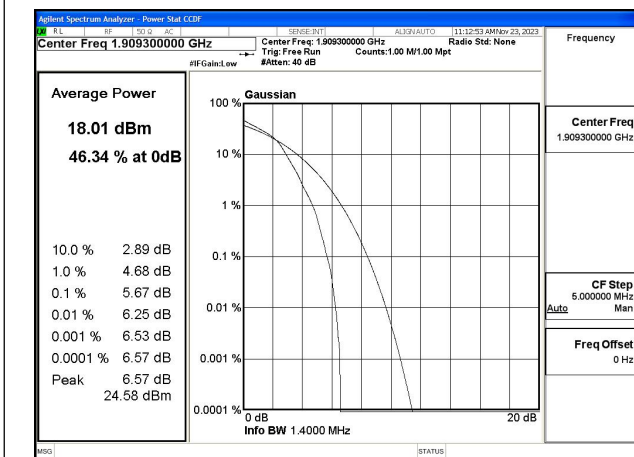 Agilent Spectrum Analyzer - Power Stat CCDF
RL RF 50 Ω AC SENSE:INT ALIGN AUTO 11:12:53 AM Nov 23, 2023
Center Freq 1.909300000 GHz
Center Freq: 1.909300000 GHz Radio Std: None
Trig: Free Run Counts:1.00 M/1.00 Mpt
#IFGain:Low #Atten: 40 dB
Frequency
Average Power
18.01 dBm
46.34 % at 0dB
10.0 % 2.89 dB
1.0 % 4.68 dB
0.1 % 5.67 dB
0.01 % 6.25 dB
0.001 % 6.53 dB
0.0001 % 6.57 dB
Peak 6.57 dB
24.58 dBm
Gaussian
100 %
10 %
1 %
0.1 %
0.01 %
0.001 %
0.0001 %
0 dB 20 dB
Info BW 1.4000 MHz
Center Freq
1.909300000 GHz
CF Step
5.000000 MHz
Auto Man
Freq Offset
0 Hz
MSG STATUS